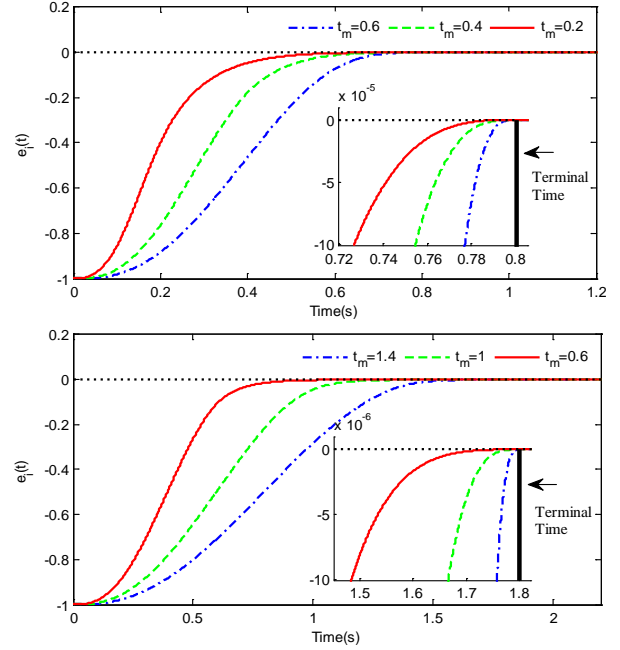 t_m=0.6 t_m=0.4 t_m=0.2
0.2
0
-0.2
-0.4
-0.6
-0.8
-1
e_i(t)
0 0.2 0.4 0.6 0.8 1 1.2
Time(s)
x 10^-5
0
-5
-10
0.72 0.74 0.76 0.78 0.8
Terminal
Time
t_m=1.4 t_m=1 t_m=0.6
0.2
0
-0.2
-0.4
-0.6
-0.8
-1
e_i(t)
0 0.5 1 1.5 2
Time(s)
x 10^-6
0
-5
-10
1.5 1.6 1.7 1.8
Terminal
Time